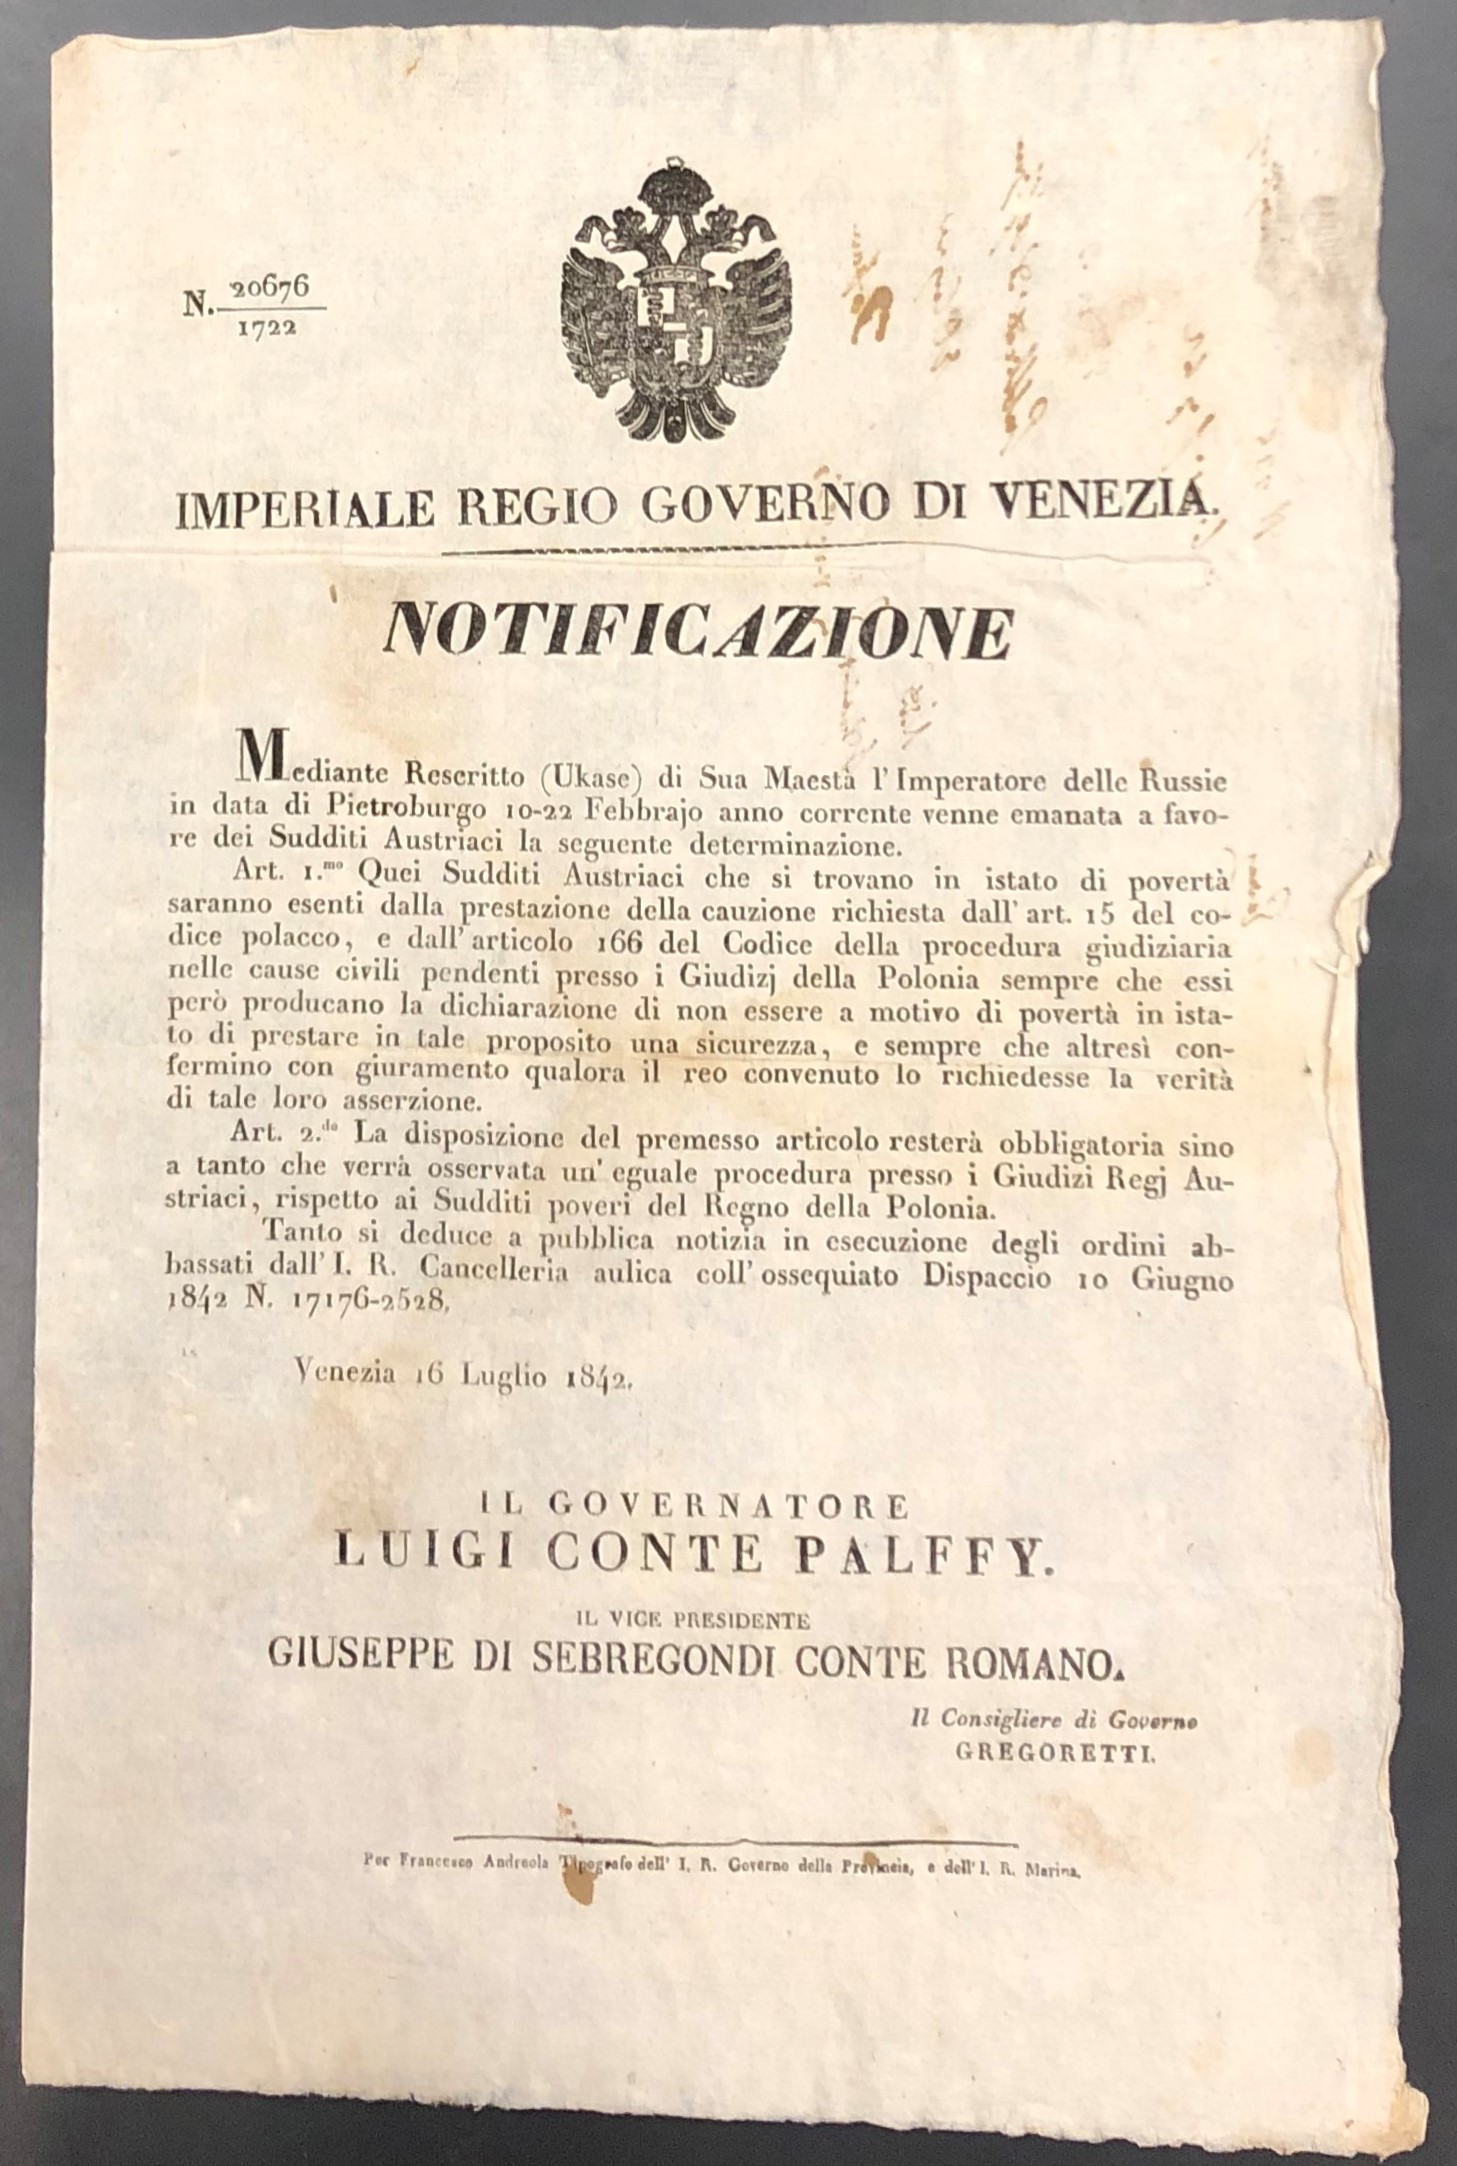 N. 20676
1722
IMPERIALE REGIO GOVERNO DI VENEZIA.
NOTIFICAZIONE
Mediante Rescritto (Ukase) di Sua Maestà l'Imperatore delle Russie
in data di Pietroburgo 10-22 Febbrajo anno corrente venne emanata a favo-
re dei Sudditi Austriaci la seguente determinazione.
Art. 1.mo Quei Sudditi Austriaci che si trovano in istato di povertà
saranno esenti dalla prestazione della cauzione richiesta dall'art. 15 del co-
dice polacco, e dall'articolo 166 del Codice della procedura giudiziaria
nelle cause civili pendenti presso i Giudizj della Polonia sempre che essi
però producano la dichiarazione di non essere a motivo di povertà in ista-
to di prestare in tale proposito una sicurezza, e sempre che altresì con-
fermino con giuramento qualora il reo convenuto lo richiedesse la verità
di tale loro asserzione.
Art. 2.do La disposizione del premesso articolo resterà obbligatoria sino
a tanto che verrà osservata un'eguale procedura presso i Giudizi Regj Au-
striaci, rispetto ai Sudditi poveri del Regno della Polonia.
Tanto si deduce a pubblica notizia in esecuzione degli ordini ab-
bassati dall'I. R. Cancelleria aulica coll'ossequiato Dispaccio 10 Giugno
1842 N. 17176-2528.
Venezia 16 Luglio 1842.
IL GOVERNATORE
LUIGI CONTE PALFFY.
IL VICE PRESIDENTE
GIUSEPPE DI SEBREGONDI CONTE ROMANO.
Il Consigliere di Governo
GREGORETTI.
Per Francesco Andreola Tipografo dell' I. R. Governo della Provincia, e dell'I. R. Marina.